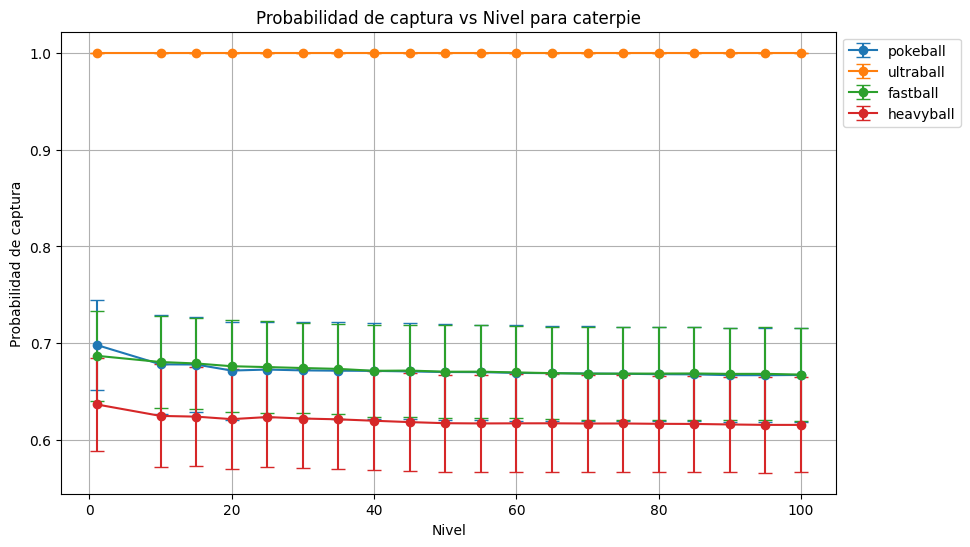 Probabilidad de captura vs Nivel para caterpie
pokeball
ultraball
fastball
heavyball
Probabilidad de captura
1.0
0.9
0.8
0.7
0.6
0
20
40
60
80
100
Nivel